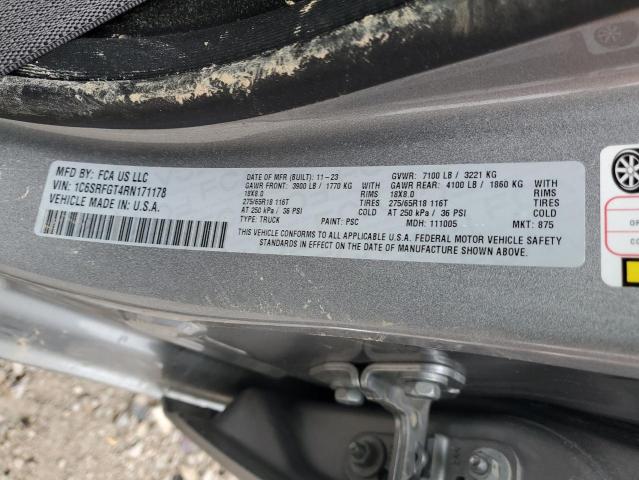 MFD BY: FCA US LLC
VIN: 1C6SRFGT4RN171178
VEHICLE MADE IN U.S.A.
DATE OF MFR (BUILT): 11-23 GVWR: 7100 LB / 3221 KG
GAWR FRONT: 3900 LB / 1770 KG GAWR REAR: 4100 LB / 1860 KG
18X8.0 RIMS 18X8.0 RIMS
275/65R18 116T TIRES 275/65R18 116T TIRES
AT 250 kPa / 36 PSI COLD AT 250 kPa / 36 PSI COLD
TYPE: TRUCK PAINT: PSC MDH: 111005 MKT: 875
THIS VEHICLE CONFORMS TO ALL APPLICABLE U.S.A. FEDERAL MOTOR VEHICLE SAFETY
STANDARDS IN EFFECT ON THE DATE OF MANUFACTURE SHOWN ABOVE.